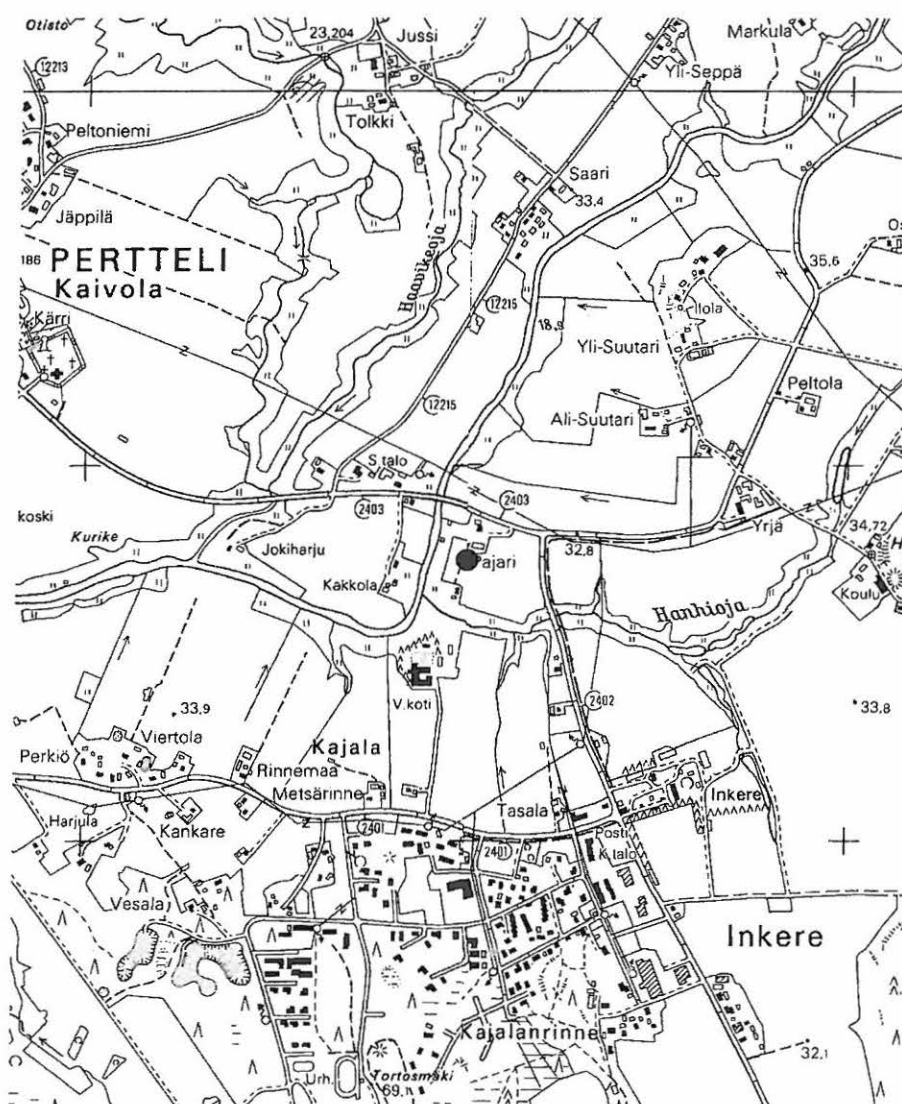 Otisto
23,204
Jussi
Markula
12213
Yli-Seppä
Tolkki
Peltoniemi
Saari
33.4
Jäppilä
Haavikeoja
186
PERTTELI
Kaivola
35,6
12215
Ilola
Kärri
Yli-Suutari
18,9
Peltola
12215
Ali-Suutari
S.talo
2403
2403
koski
Kurike
Jokiharju
Yrjä
34,72
32,8
Pajari
Kakkola
Hanhioja
Koulu
V.koti
2402
33,9
33,8
Viertola
Perkiö
Kajala
Rinnemaa
Metsärinne
Inkere
Tasala
Harjula
Kankare
2401
2401
Posti
K.talo
Vesala
Inkere
Kajalanrinne
32,1
Urh.
Tortosmäki